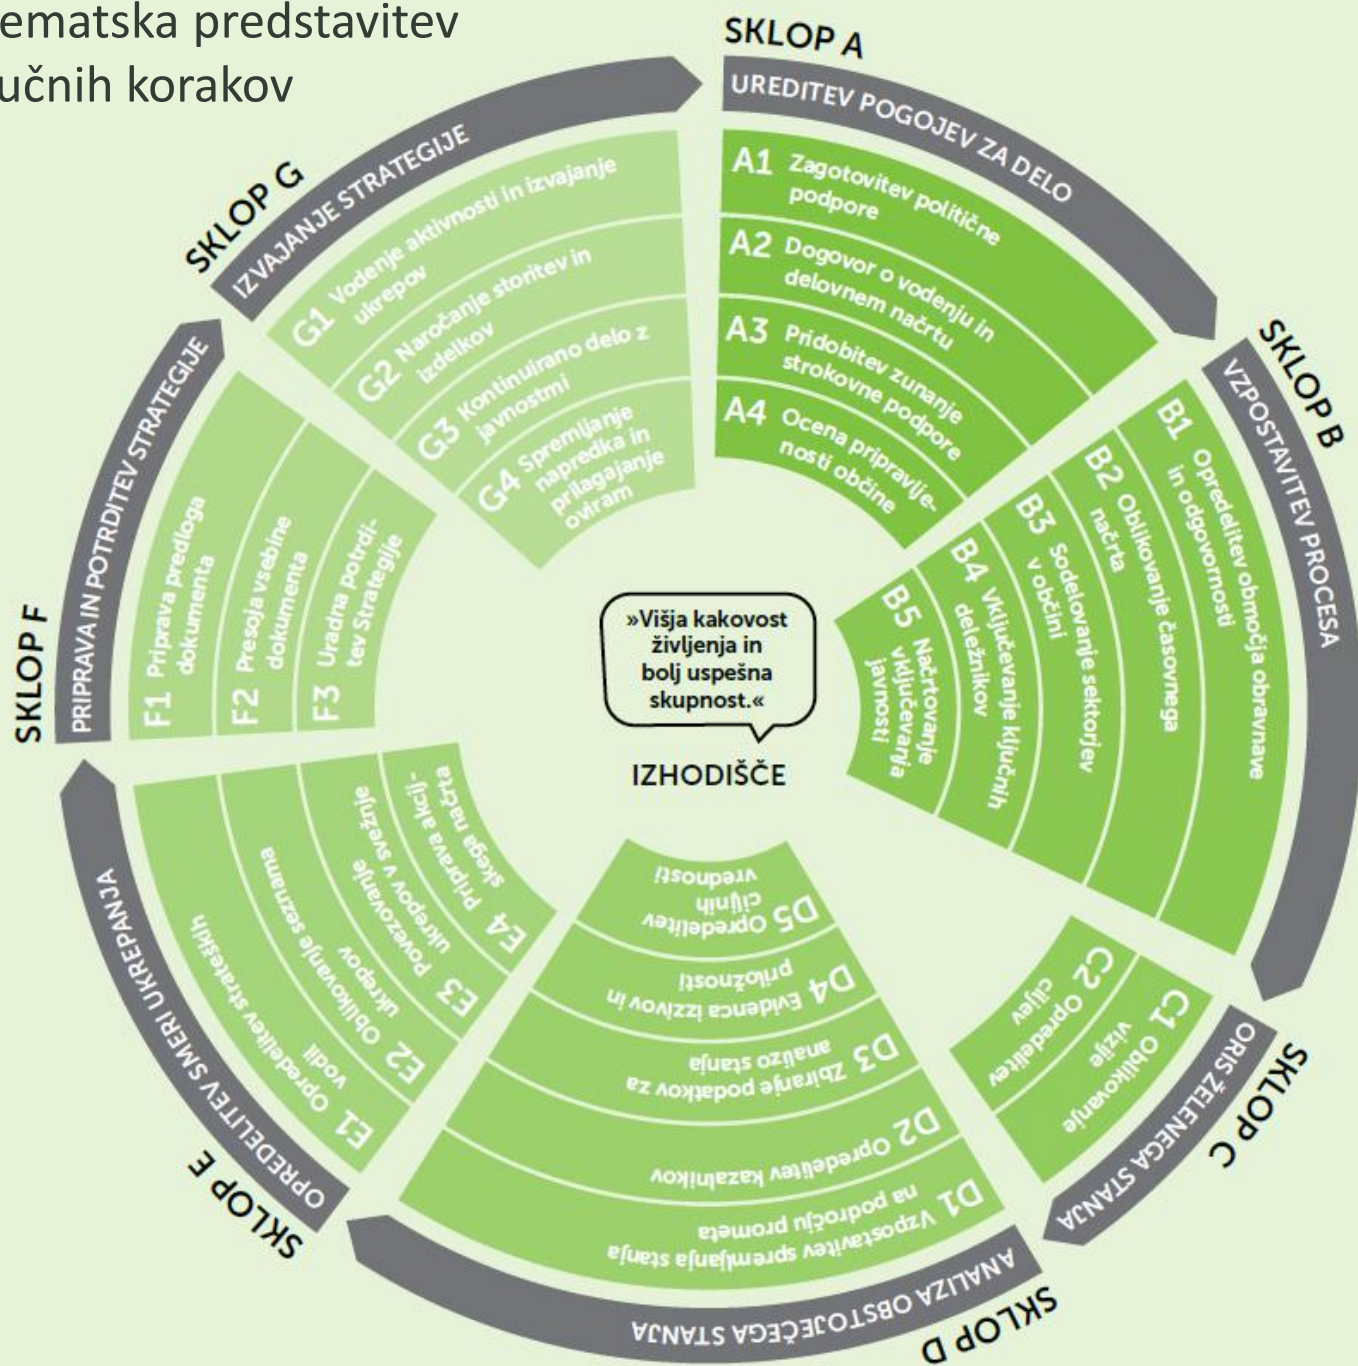 ematska predstavitev
učnih korakov
SKLOP A
UREDITEV POGOJEV ZA DELO
A1 Zagotovitev politične
podpore
A2 Dogovor o vodenju in
delovnem načrtu
A3 Pridobitev zunanje
strokovne podpore
A4 Ocena pripravlje-
nosti občine
SKLOP B
VZPOSTAVITEV PROCESA
B1 Opredelitev območja obravnave
in odgovornosti
B2 Oblikovanje časovnega
načrta
B3 Sodelovanje sektorjev
v občini
B4 Vključevanje ključnih
deležnikov
B5 Načrtovanje
vključevanja
javnosti
SKLOP C
ORIS ŽELENEGA STANJA
C1 Oblikovanje
vizije
C2 Opredelitev
ciljev
SKLOP D
ANALIZA OBSTOJEČEGA STANJA
D1 Vzpostavitev spremljanja stanja
na področju prometa
D2 Opredelitev kazalnikov
D3 Zbiranje podatkov za
analizo stanja
D4 Evidenca izzivov in
priložnosti
D5 Opredelitev
ciljnih
vrednosti
SKLOP E
OPREDELITEV SMERI UKREPANJA
E1 Opredelitev strateških
vodil
E2 Oblikovanje seznama
ukrepov
E3 Povezovanje
ukrepov v svežnje
E4 Priprava akcij-
skega načrta
SKLOP F
PRIPRAVA IN POTRDITEV STRATEGIJE
F1 Priprava predloga
dokumenta
F2 Presoja vsebine
dokumenta
F3 Uradna potrdi-
tev Strategije
SKLOP G
IZVAJANJE STRATEGIJE
G1 Vodenje aktivnosti in izvajanje
ukrepov
G2 Naročanje storitev in
izdelkov
G3 Kontinuirano delo z
javnostmi
G4 Spremljanje
napredka in
prilagajanje
oviram
»Višja kakovost
življenja in
bolj uspešna
skupnost.«
IZHODIŠČE